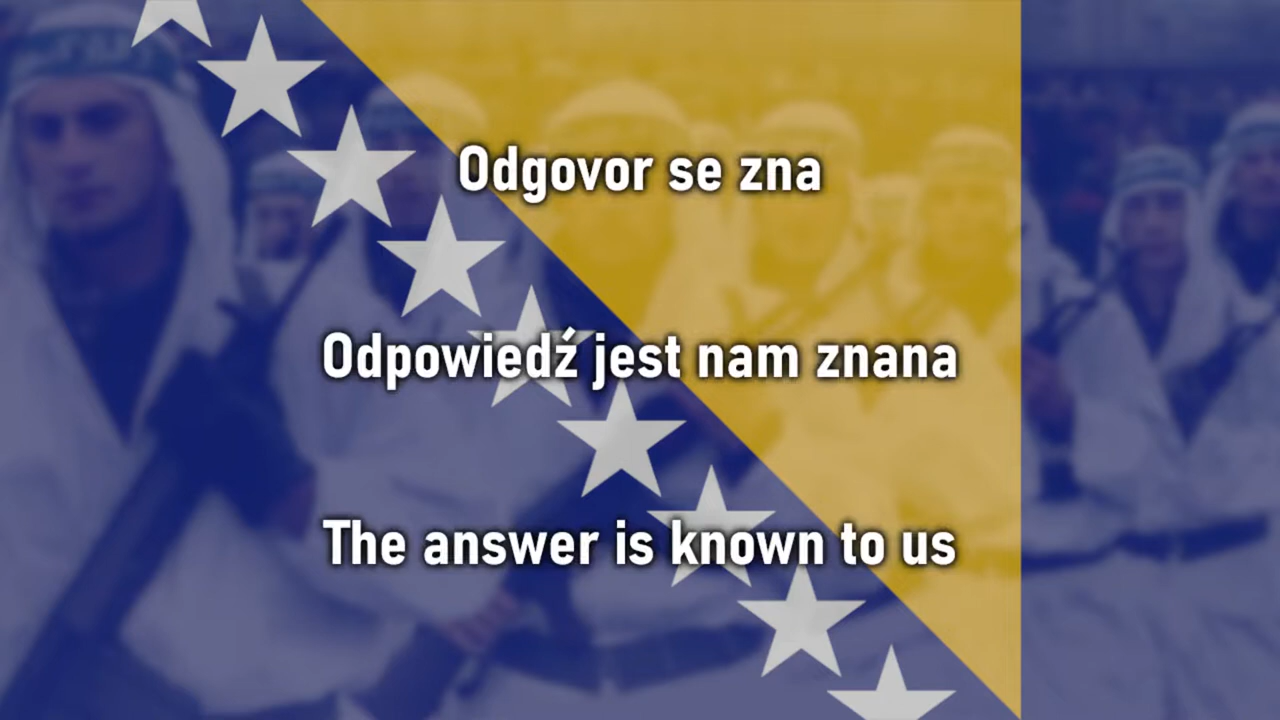 Odgovor se zna
Odpowiedź jest nam znana
The answer is known to us